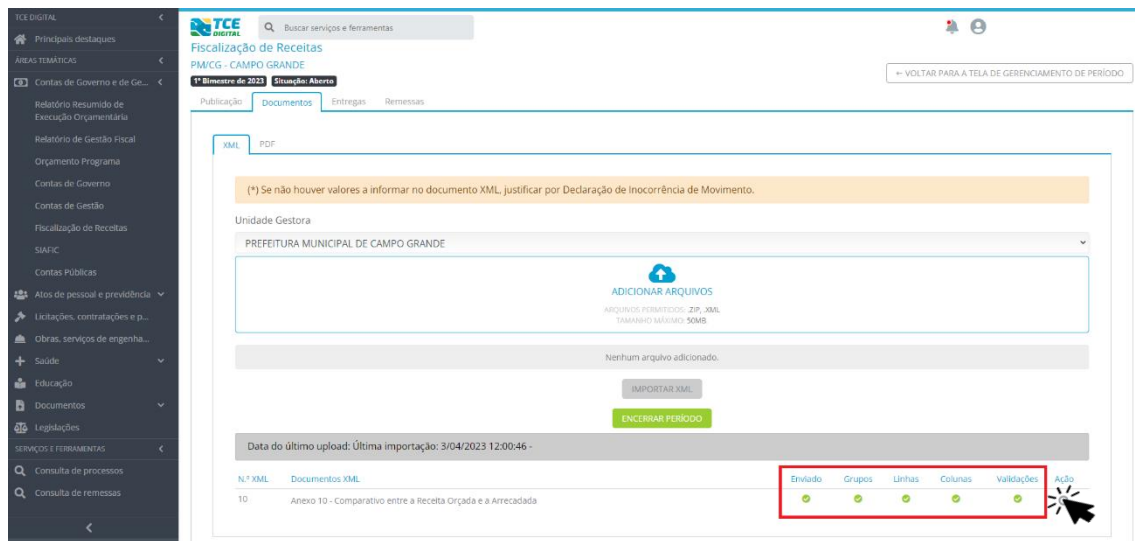 TCE DIGITAL
Principais destaques
ÁREAS TEMÁTICAS
Contas de Governo e de Ge...
Relatório Resumido de
Execução Orçamentária
Relatório de Gestão Fiscal
Orçamento Programa
Contas de Governo
Contas de Gestão
Fiscalização de Receitas
SIAFIC
Contas Públicas
Atos de pessoal e previdência
Licitações, contratações e p...
Obras, serviços de engenha...
Saúde
Educação
Documentos
Legislações
SERVIÇOS E FERRAMENTAS
Consulta de processos
Consulta de remessas
TCE
DIGITAL
Buscar serviços e ferramentas
Fiscalização de Receitas
PM/CG - CAMPO GRANDE
1º Bimestre de 2023 Situação: Aberto
← VOLTAR PARA A TELA DE GERENCIAMENTO DE PERÍODO
Publicação Documentos Entregas Remessas
XML PDF
(*) Se não houver valores a informar no documento XML, justificar por Declaração de Inocorrência de Movimento.
Unidade Gestora
PREFEITURA MUNICIPAL DE CAMPO GRANDE
ADICIONAR ARQUIVOS
ARQUIVOS PERMITIDOS: .ZIP, .XML
TAMANHO MÁXIMO: 50MB.
Nenhum arquivo adicionado.
IMPORTAR XML
ENCERRAR PERÍODO
Data do último upload: Última importação: 3/04/2023 12:00:46 -
N.º XML Documentos XML Enviado Grupos Linhas Colunas Validações Ação
10 Anexo 10 - Comparativo entre a Receita Orçada e a Arrecadada